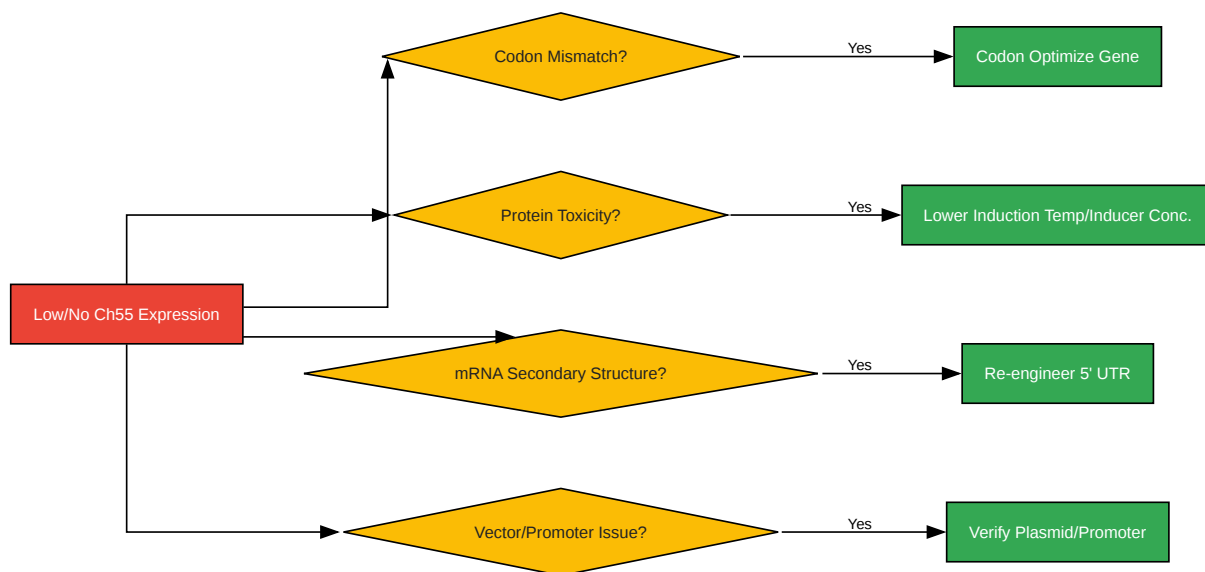 Codon Mismatch?
Yes
Codon Optimize Gene
Protein Toxicity?
Yes
Lower Induction Temp/Inducer Conc.
Low/No Ch55 Expression
mRNA Secondary Structure?
Yes
Re-engineer 5' UTR
Vector/Promoter Issue?
Yes
Verify Plasmid/Promoter